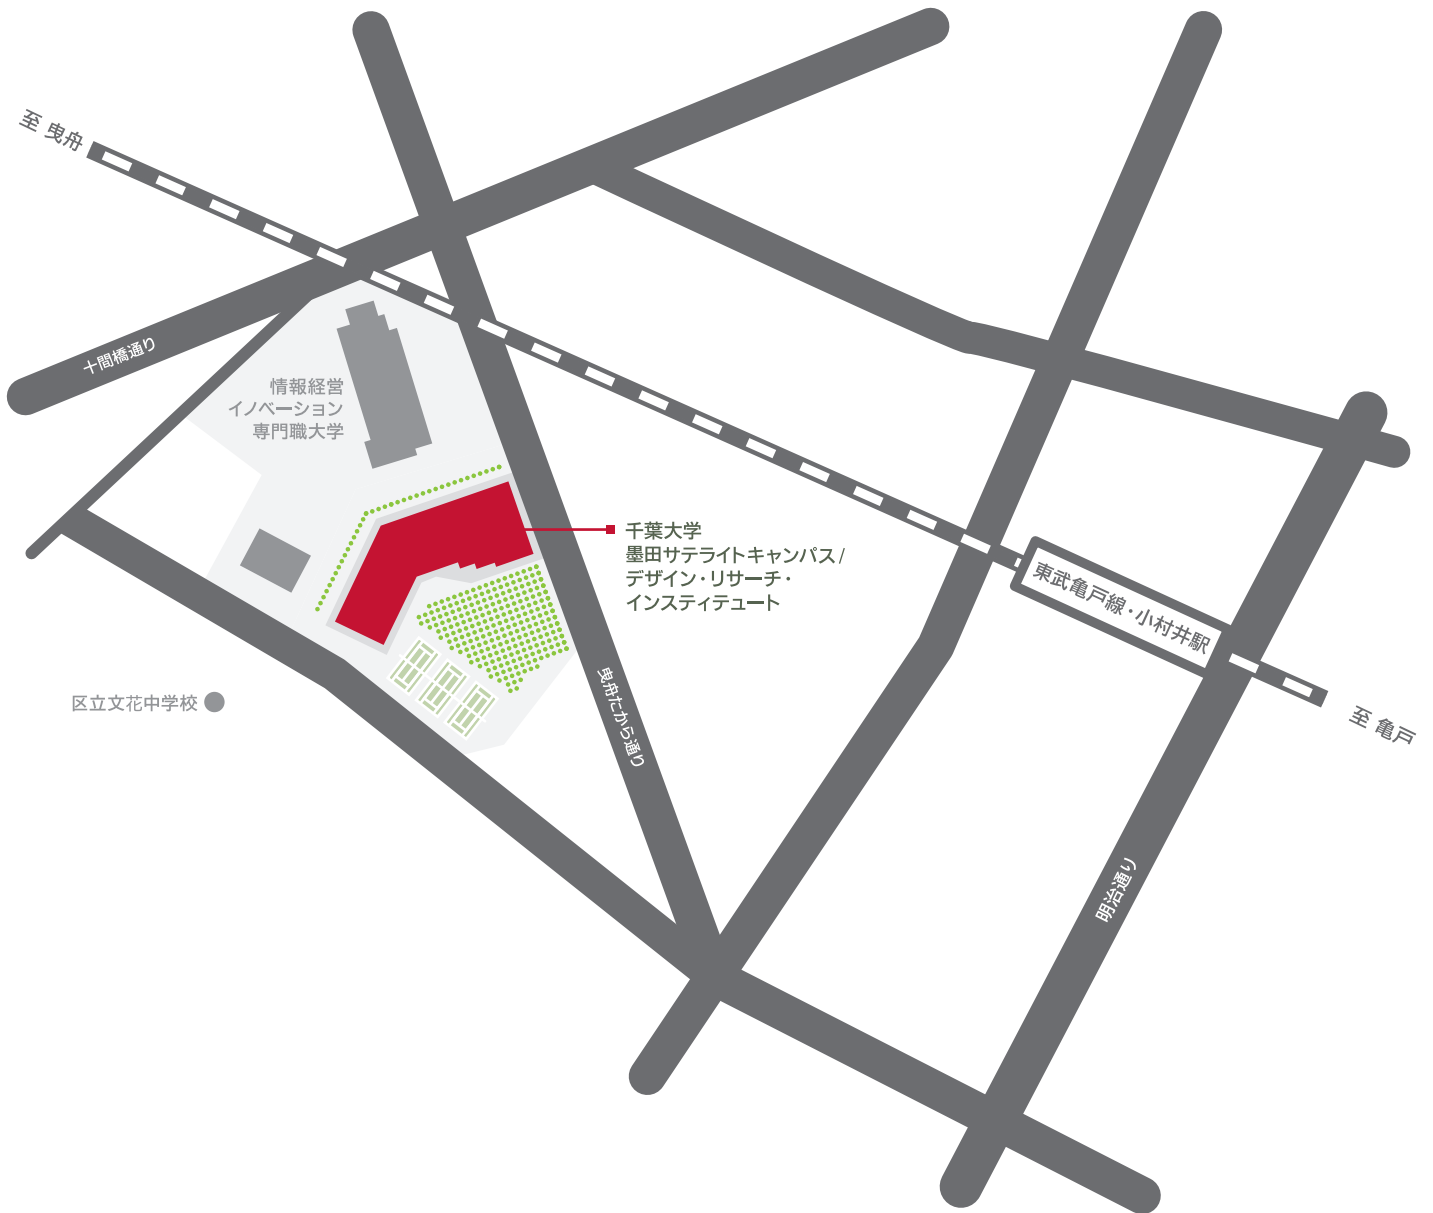 至 曳舟
十間橋通り
情報経営
イノベーション
専門職大学
千葉大学
墨田サテライトキャンパス/
デザイン・リサーチ・
インスティテュート
東武亀戸線・小村井駅
区立文花中学校
曳舟たから通り
至 亀戸
明治通り